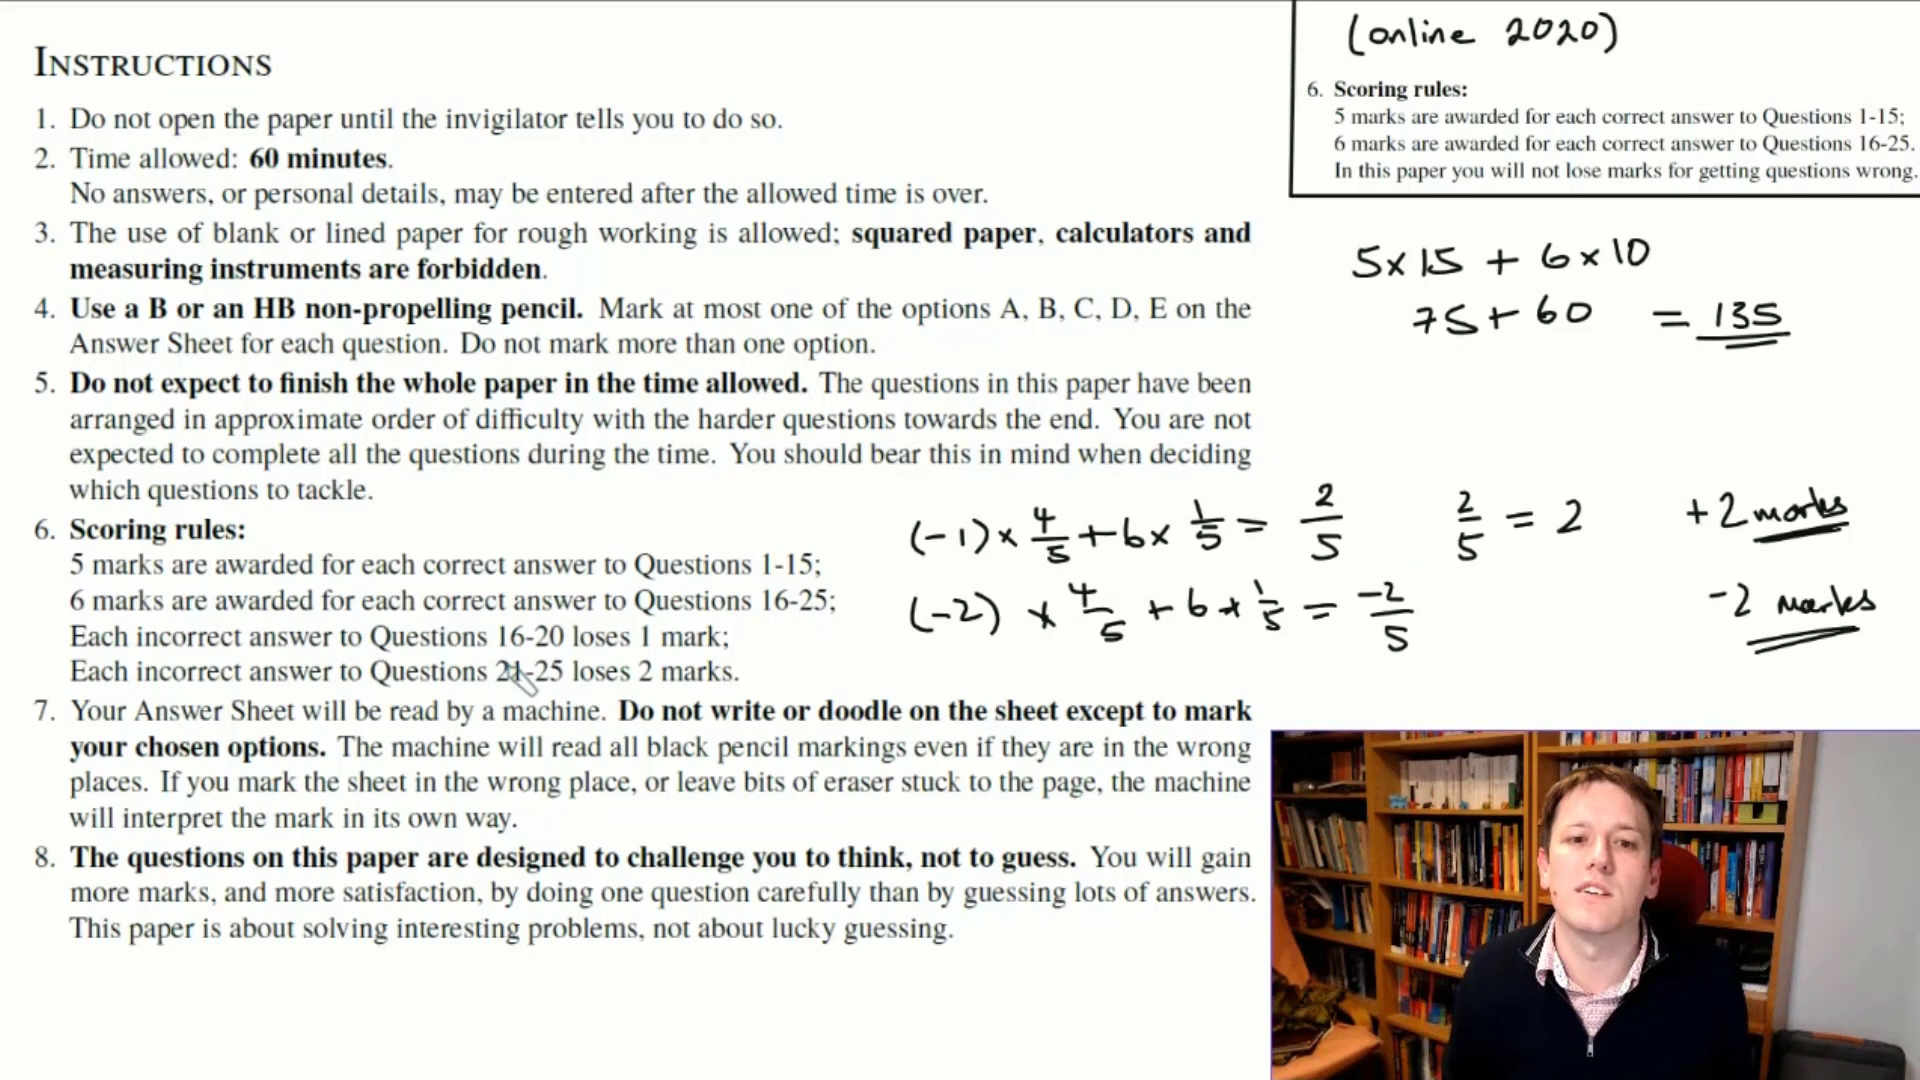 INSTRUCTIONS
1. Do not open the paper until the invigilator tells you to do so.
2. Time allowed: 60 minutes.
No answers, or personal details, may be entered after the allowed time is over.
3. The use of blank or lined paper for rough working is allowed; squared paper, calculators and
measuring instruments are forbidden.
4. Use a B or an HB non-propelling pencil. Mark at most one of the options A, B, C, D, E on the
Answer Sheet for each question. Do not mark more than one option.
5. Do not expect to finish the whole paper in the time allowed. The questions in this paper have been
arranged in approximate order of difficulty with the harder questions towards the end. You are not
expected to complete all the questions during the time. You should bear this in mind when deciding
which questions to tackle.
6. Scoring rules:
5 marks are awarded for each correct answer to Questions 1-15;
6 marks are awarded for each correct answer to Questions 16-25;
Each incorrect answer to Questions 16-20 loses 1 mark;
Each incorrect answer to Questions 21-25 loses 2 marks.
7. Your Answer Sheet will be read by a machine. Do not write or doodle on the sheet except to mark
your chosen options. The machine will read all black pencil markings even if they are in the wrong
places. If you mark the sheet in the wrong place, or leave bits of eraser stuck to the page, the machine
will interpret the mark in its own way.
8. The questions on this paper are designed to challenge you to think, not to guess. You will gain
more marks, and more satisfaction, by doing one question carefully than by guessing lots of answers.
This paper is about solving interesting problems, not about lucky guessing.
(online 2020)
6. Scoring rules:
5 marks are awarded for each correct answer to Questions 1-15;
6 marks are awarded for each correct answer to Questions 16-25.
In this paper you will not lose marks for getting questions wrong.
5×15 + 6×10
75+60 = 135
(-1)× 4/5 + 6× 1/5 = 2/5 2/5 = 2 +2 marks
(-2) × 4/5 + 6 × 1/5 = -2/5 -2 marks